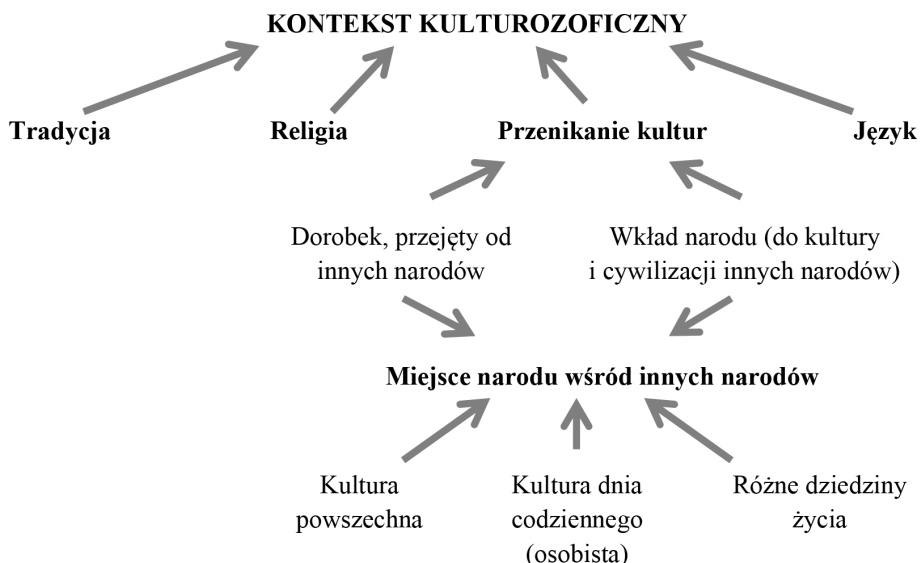 KONTEKST KULTUROZOFICZNY
Tradycja
Religia
Przenikanie kultur
Język
Dorobek, przejęty od
innych narodów
Wkład narodu (do kultury
i cywilizacji innych narodów)
Miejsce narodu wśród innych narodów
Kultura
powszechna
Kultura dnia
codziennego
(osobista)
Różne dziedziny
życia